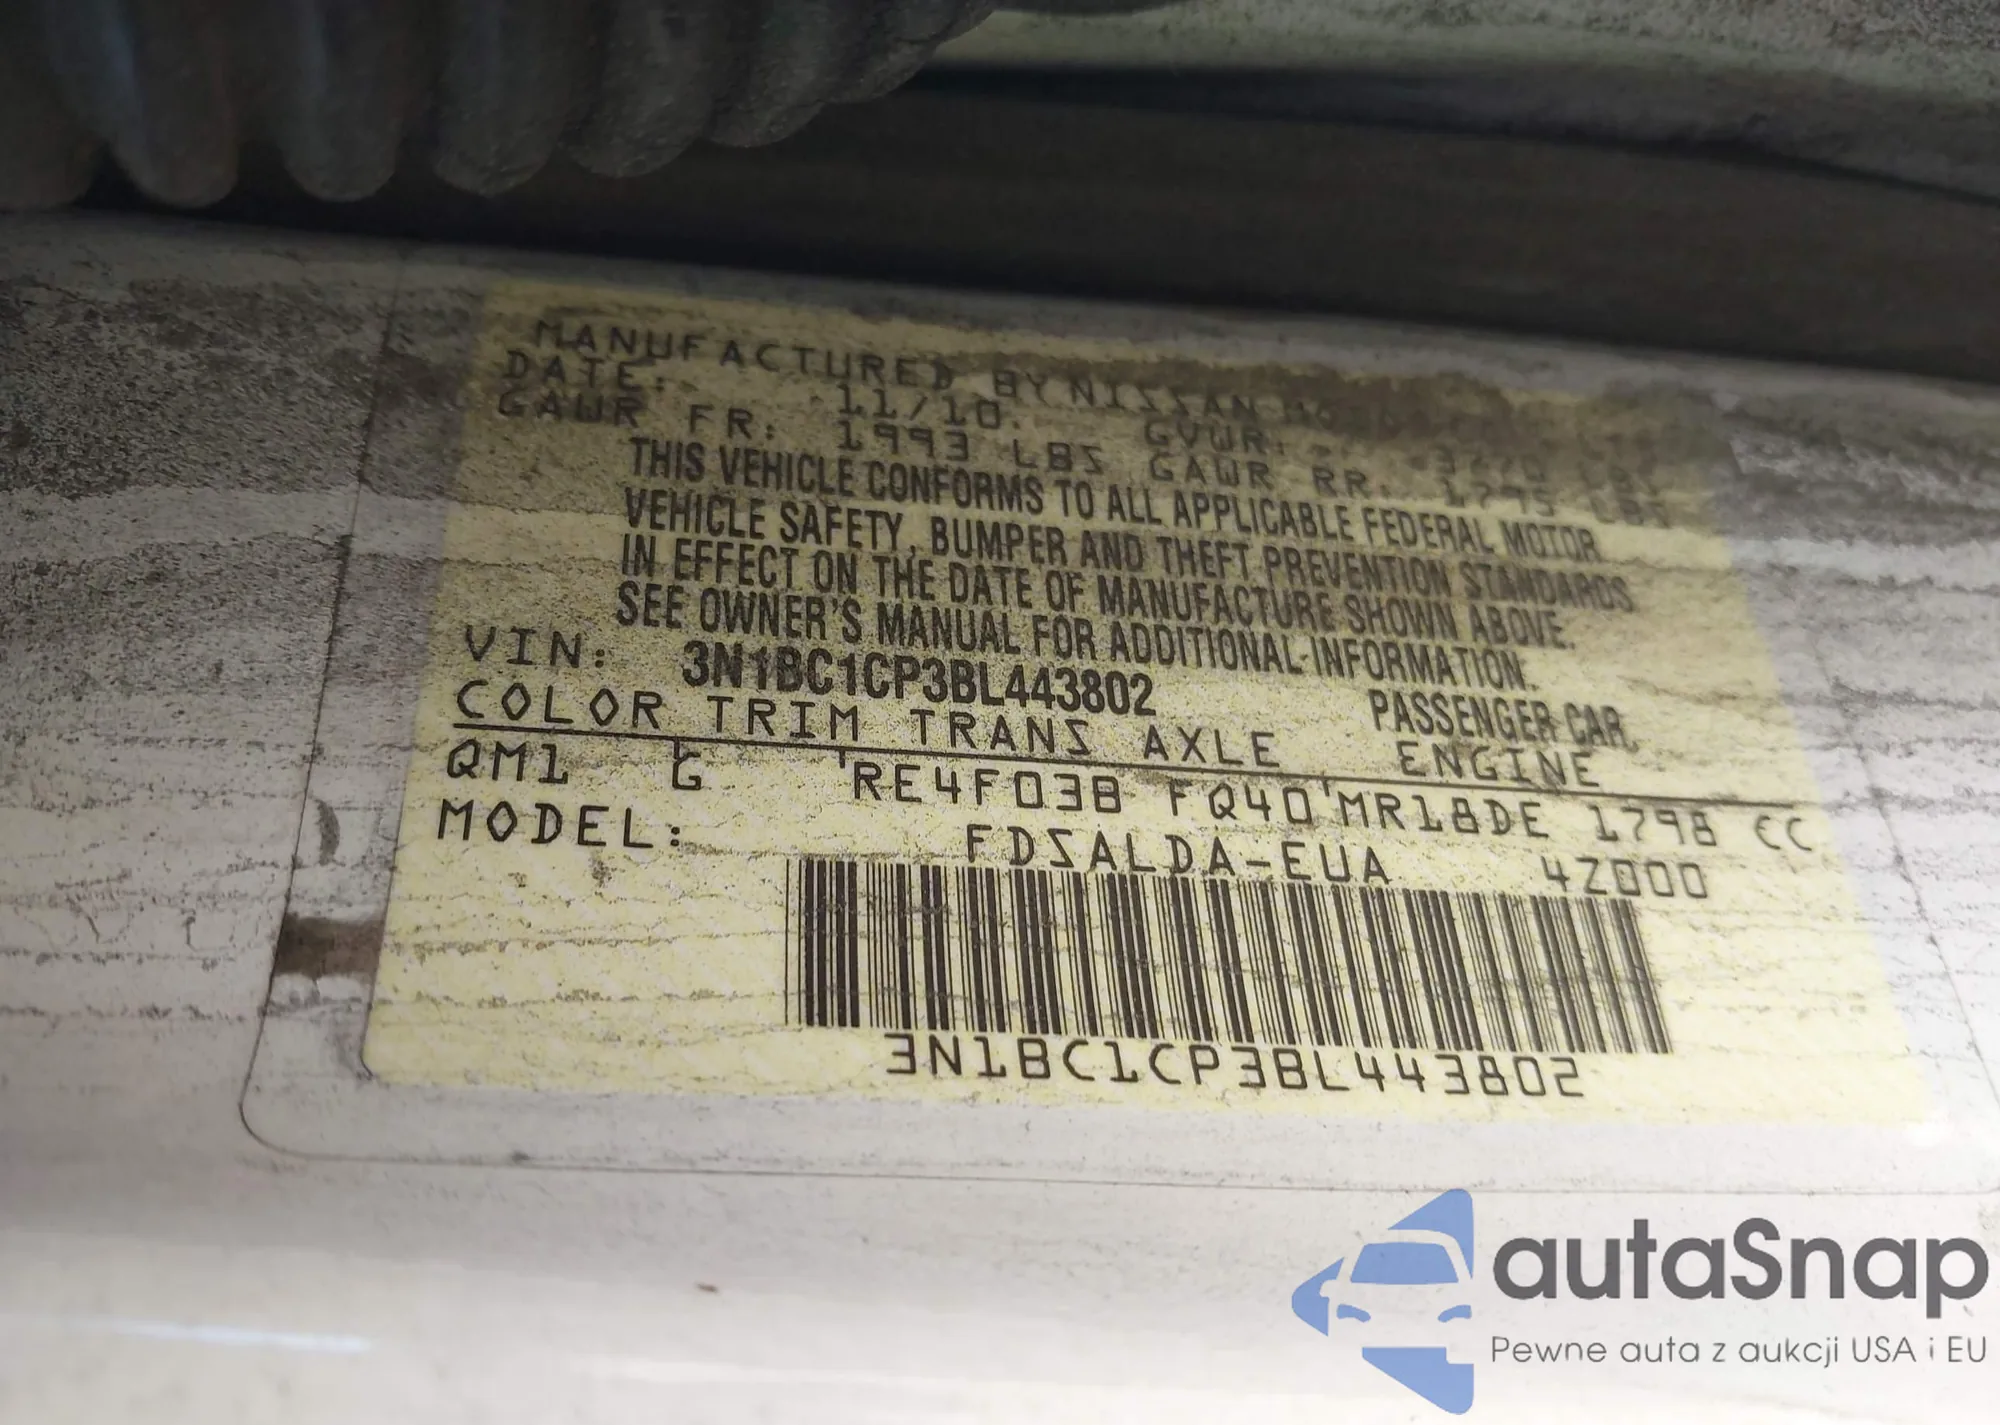 MANUFACTURED BY NISSAN
DATE: 11/10 GVWR:
GAWR FR: 1993 LBS GAWR RR: 1795 LBS
THIS VEHICLE CONFORMS TO ALL APPLICABLE FEDERAL MOTOR
VEHICLE SAFETY, BUMPER AND THEFT PREVENTION STANDARDS
IN EFFECT ON THE DATE OF MANUFACTURE SHOWN ABOVE.
SEE OWNER'S MANUAL FOR ADDITIONAL INFORMATION.
VIN: 3N1BC1CP3BL443802 PASSENGER CAR
COLOR TRIM TRANS AXLE ENGINE
QM1 G RE4F03B FQ40 MR18DE 1798 CC
MODEL: FDSALDA-EUA 4Z000
3N1BC1CP3BL443802
autaSnap
Pewne auta z aukcji USA i EU